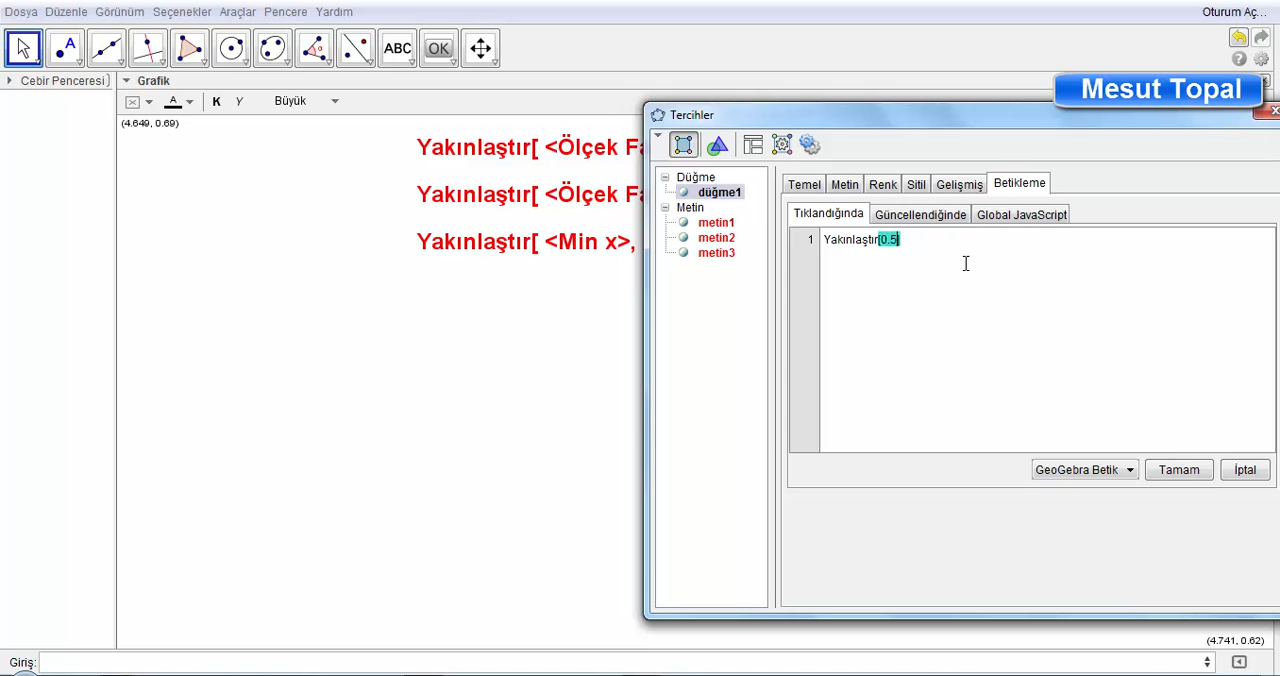 Dosya Düzenle Görünüm Seçenekler Araçlar Pencere Yardım
Oturum Aç...
A
ABC
OK
Cebir Penceresi
Grafik
Mesut Topal
A K Y Büyük
(4.649, 0.69)
Yakınlaştır[ <Ölçek Fa
Yakınlaştır[ <Ölçek Fa
Yakınlaştır[ <Min x>,
Tercihler
Düğme
düğme1
Metin
metin1
metin2
metin3
Temel Metin Renk Sitil Gelişmiş Betikleme
Tıklandığında Güncellendiğinde Global JavaScript
1 Yakınlaştır[0.5]
GeoGebra Betik Tamam İptal
(4.741, 0.62)
Giriş: